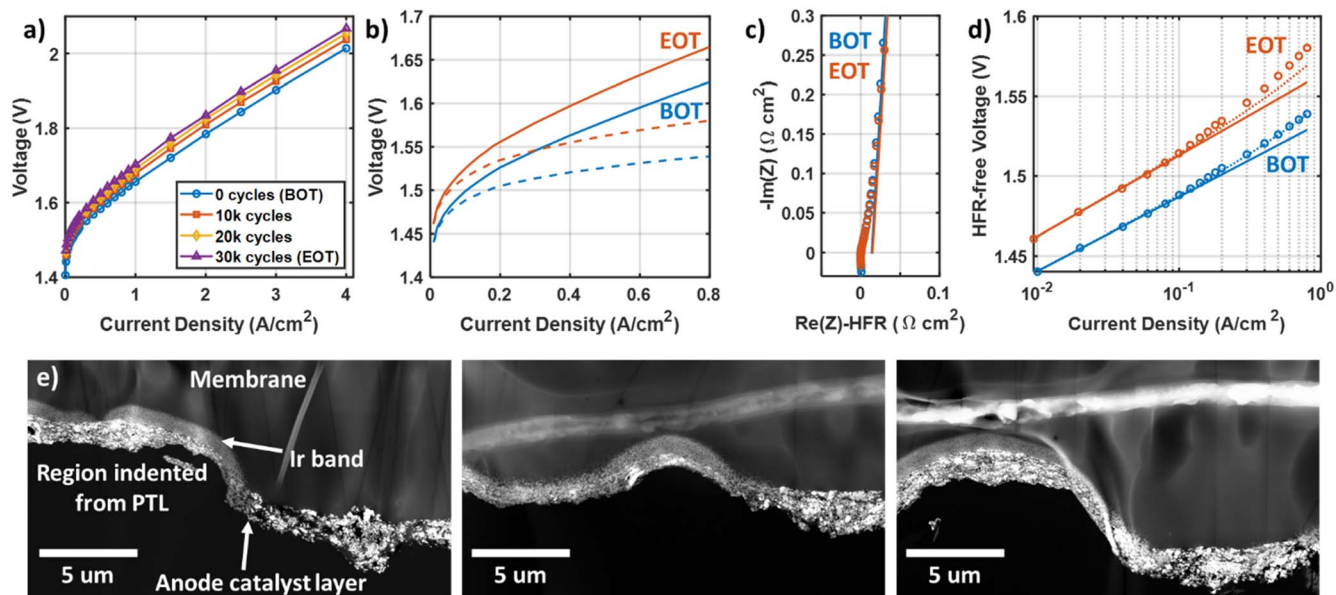 a)
Voltage (V)
2
1.8
1.6
1.4
0 1 2 3 4
Current Density (A/cm²)
0 cycles (BOT)
10k cycles
20k cycles
30k cycles (EOT)
b)
Voltage (V)
1.7
1.65
1.6
1.55
1.5
1.45
1.4
0 0.2 0.4 0.6 0.8
Current Density (A/cm²)
EOT
BOT
c)
-Im(Z) (Ω cm²)
0.3
0.25
0.2
0.15
0.1
0.05
0
0 0.1
Re(Z)-HFR (Ω cm²)
BOT
EOT
d)
HFR-free Voltage (V)
1.6
1.55
1.5
1.45
10⁻² 10⁻¹ 10⁰
Current Density (A/cm²)
EOT
BOT
e)
Membrane
Ir band
Region indented
from PTL
5 um
Anode catalyst layer
5 um
5 um